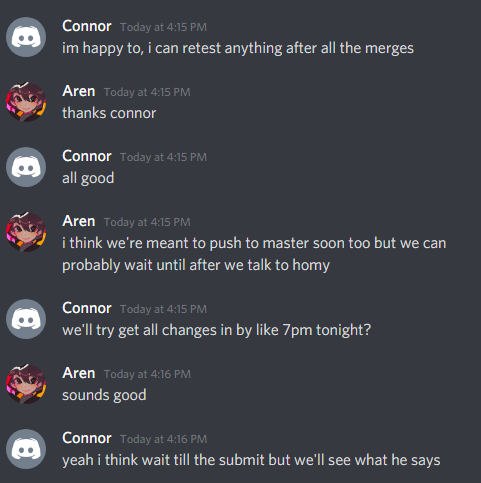 Connor Today at 4:15 PM
im happy to, i can retest anything after all the merges
Aren Today at 4:15 PM
thanks connor
Connor Today at 4:15 PM
all good
Aren Today at 4:15 PM
i think we're meant to push to master soon too but we can
probably wait until after we talk to homy
Connor Today at 4:15 PM
we'll try get all changes in by like 7pm tonight?
Aren Today at 4:16 PM
sounds good
Connor Today at 4:16 PM
yeah i think wait till the submit but we'll see what he says